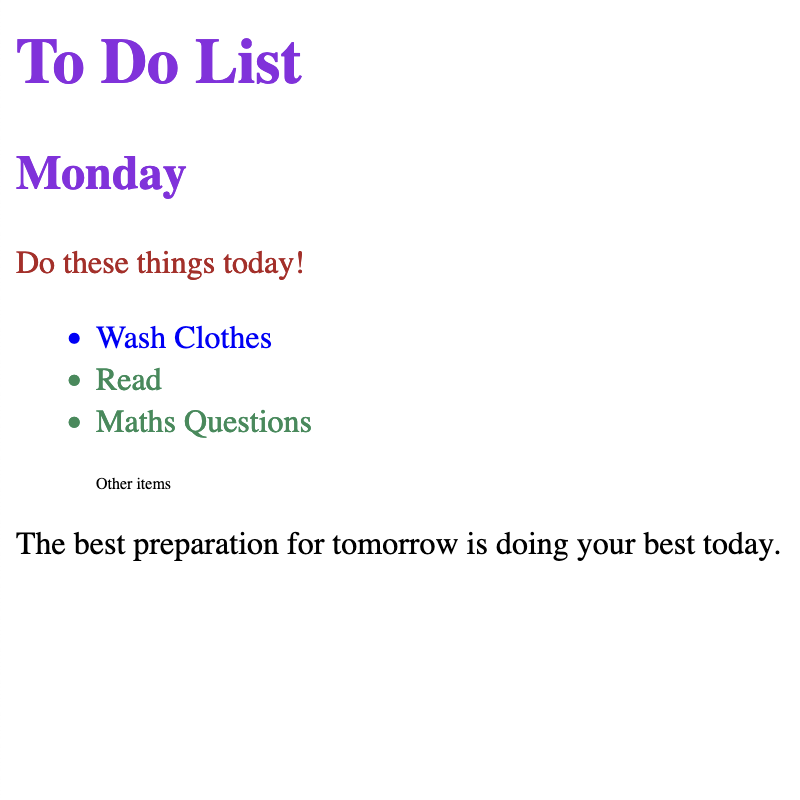 To Do List
Monday
Do these things today!
Wash Clothes
Read
Maths Questions
Other items
The best preparation for tomorrow is doing your best today.